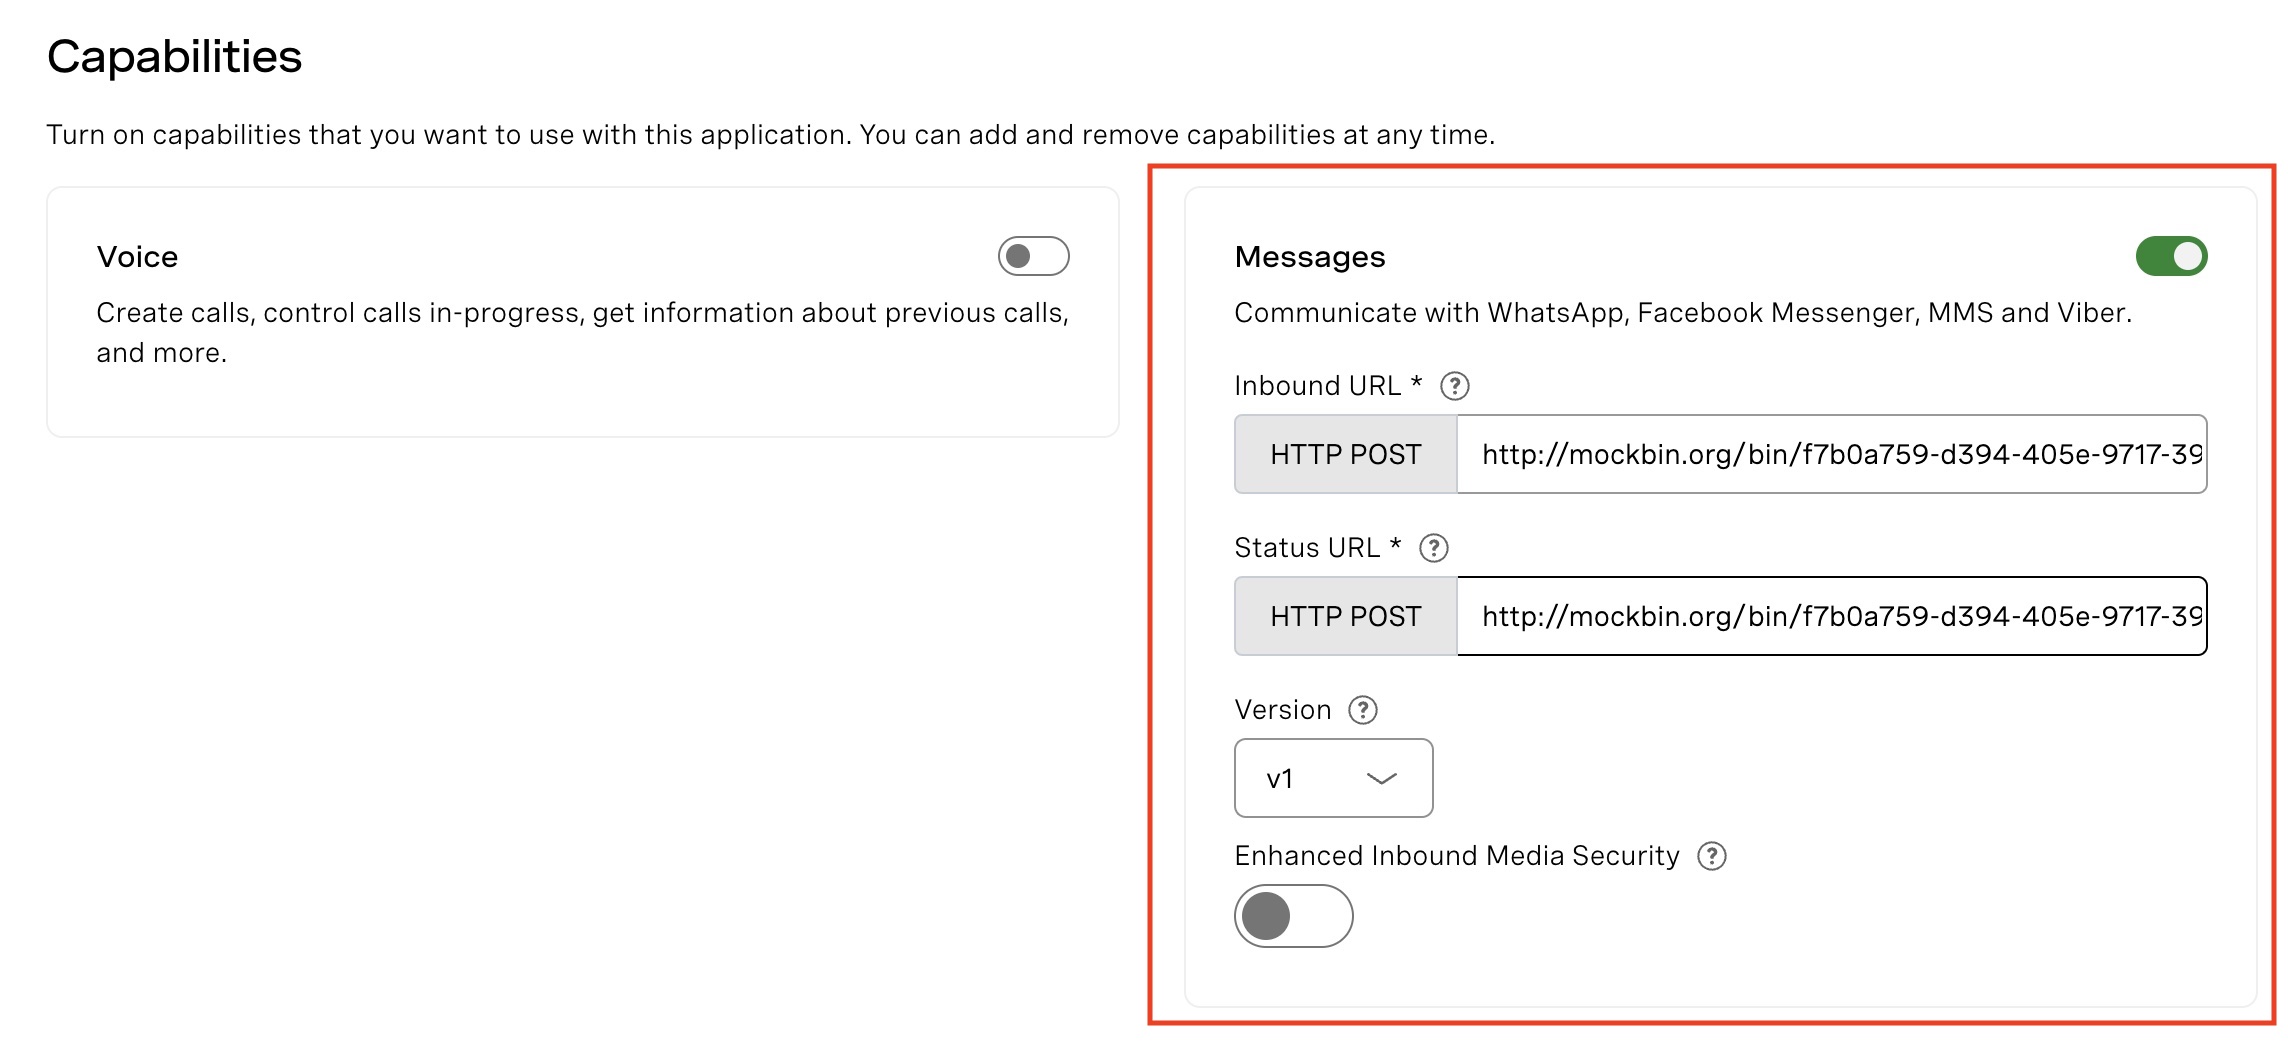 Capabilities
Turn on capabilities that you want to use with this application. You can add and remove capabilities at any time.
Voice
Create calls, control calls in-progress, get information about previous calls,
and more.
Messages
Communicate with WhatsApp, Facebook Messenger, MMS and Viber.
Inbound URL * ?
HTTP POST http://mockbin.org/bin/f7b0a759-d394-405e-9717-39
Status URL * ?
HTTP POST http://mockbin.org/bin/f7b0a759-d394-405e-9717-39
Version ?
v1
Enhanced Inbound Media Security ?